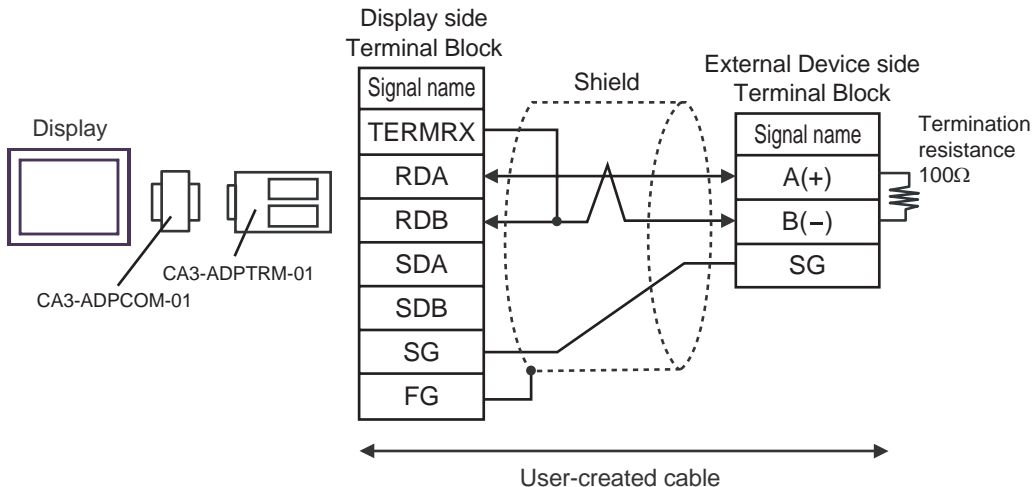 Display side
Terminal Block
Signal name
TERMRX
RDA
RDB
SDA
SDB
SG
FG
Shield
External Device side
Terminal Block
Signal name
A(+)
B(−)
SG
Termination
resistance
100Ω
Display
CA3-ADPTRM-01
CA3-ADPCOM-01
User-created cable